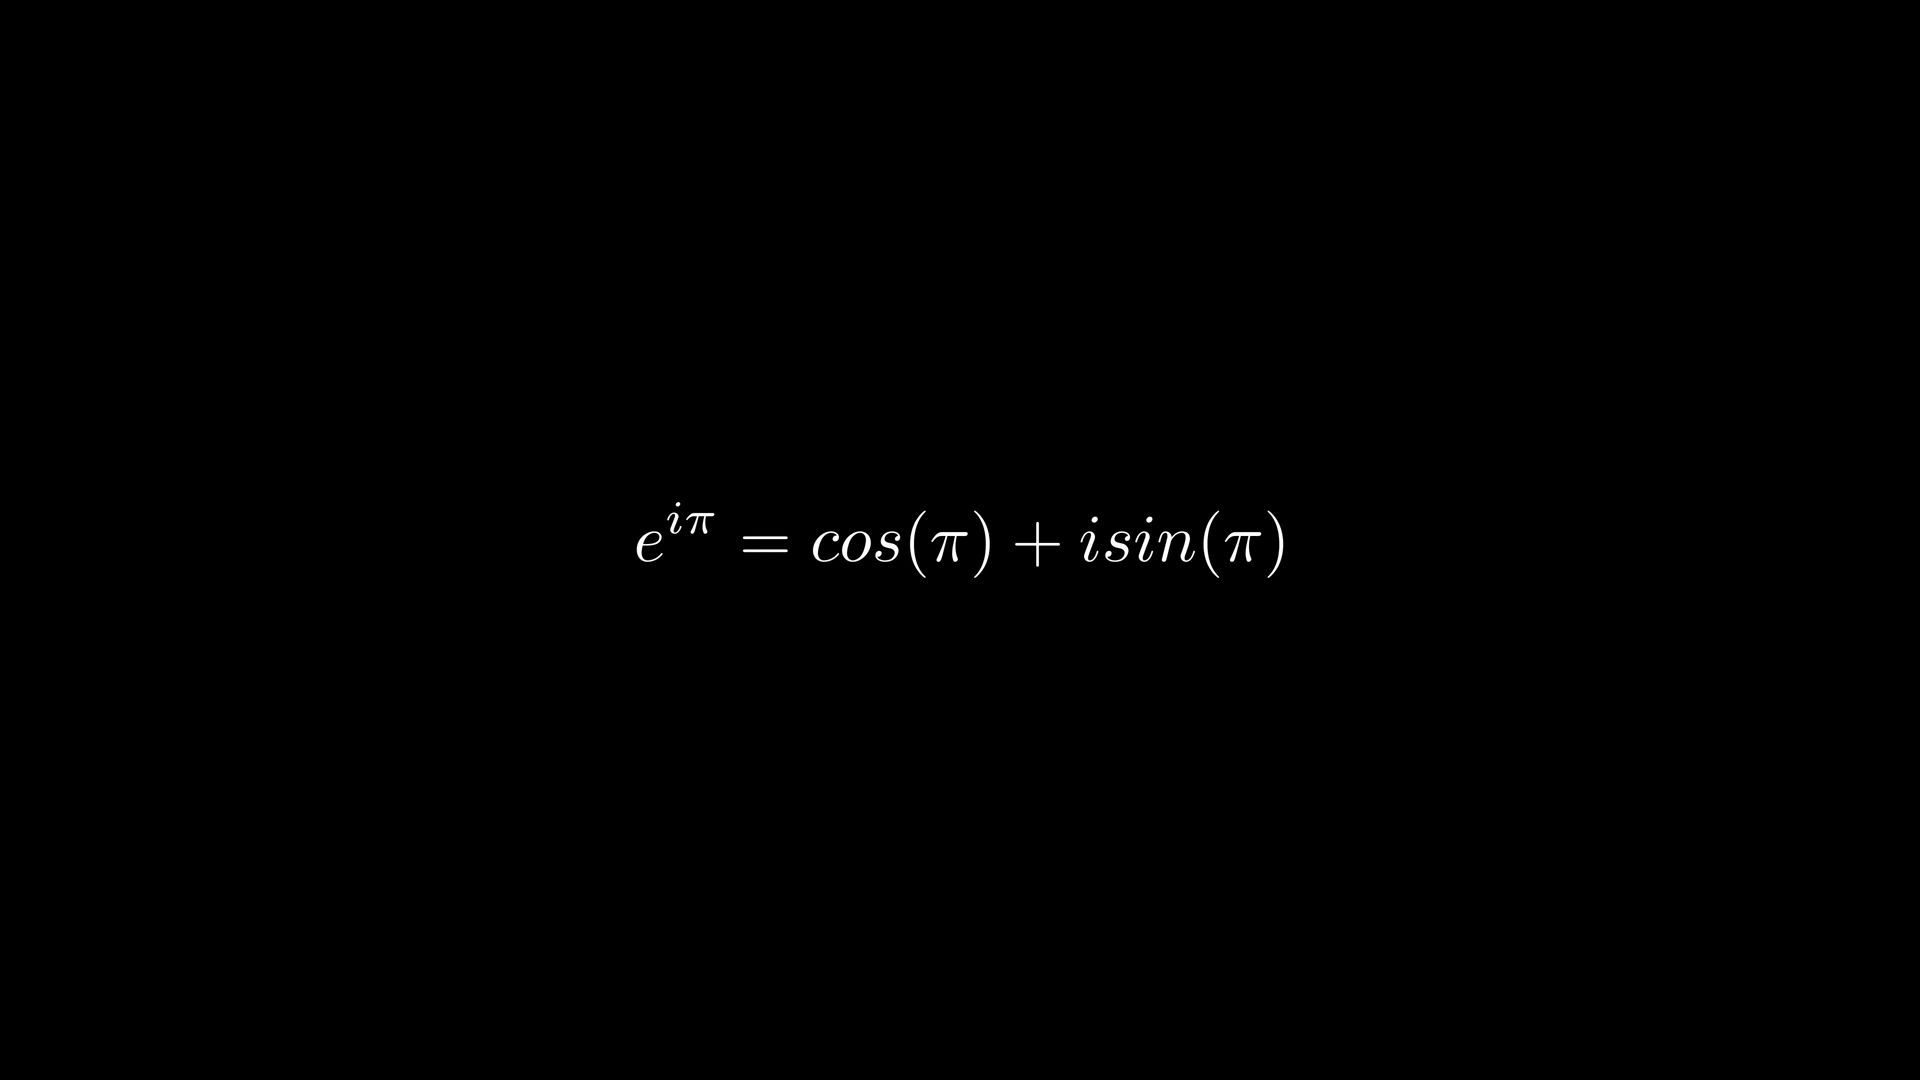 e^{iπ} = cos(π) + isin(π)